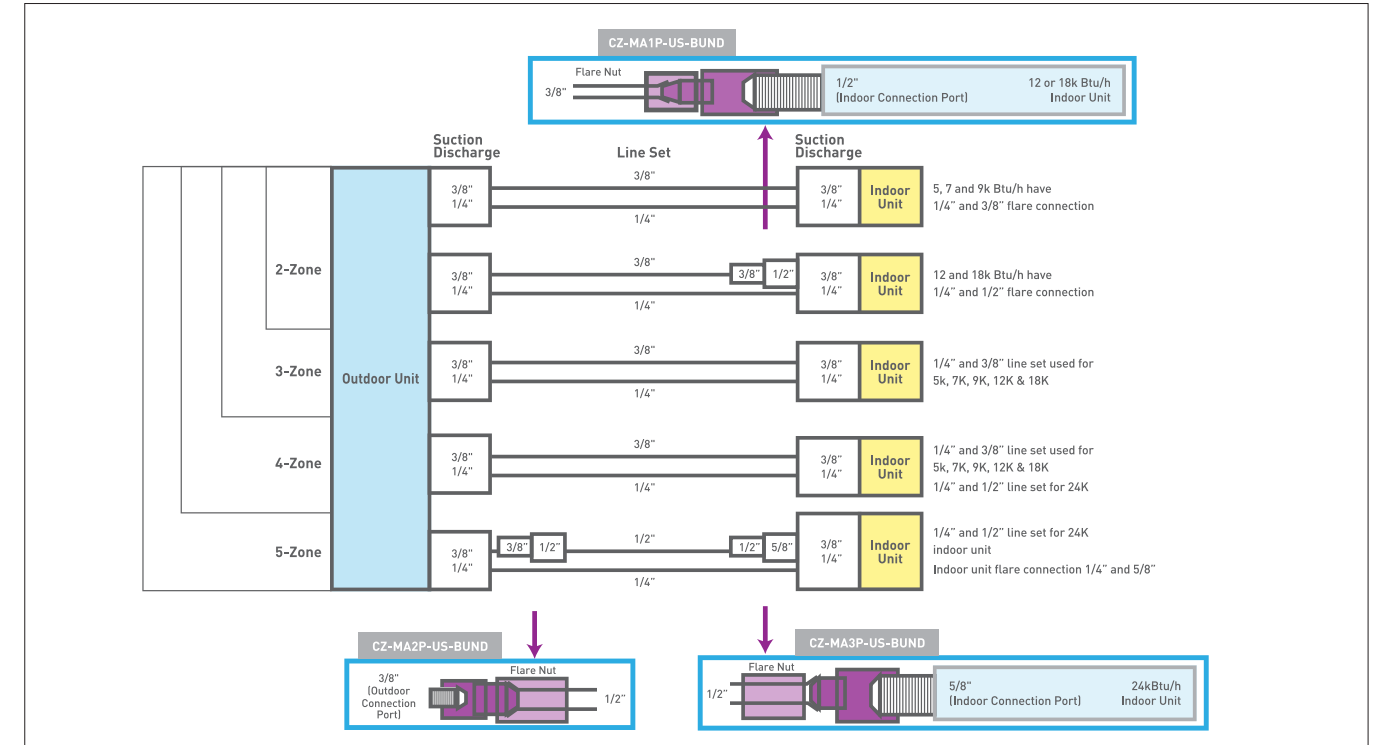 CZ-MA1P-US-BUND
Flare Nut
3/8"
1/2"
(Indoor Connection Port)
12 or 18k Btu/h
Indoor Unit
Suction
Discharge
Line Set
Suction
Discharge
3/8"
1/4"
3/8"
1/4"
3/8"
1/4"
Indoor
Unit
5, 7 and 9k Btu/h have
1/4" and 3/8" flare connection
2-Zone
3/8"
1/4"
3/8"
1/4"
3/8"
1/2"
3/8"
1/4"
Indoor
Unit
12 and 18k Btu/h have
1/4" and 1/2" flare connection
3-Zone
Outdoor Unit
3/8"
1/4"
3/8"
1/4"
3/8"
1/4"
Indoor
Unit
1/4" and 3/8" line set used for
5k, 7K, 9K, 12K & 18K
4-Zone
3/8"
1/4"
3/8"
1/4"
3/8"
1/4"
Indoor
Unit
1/4" and 3/8" line set used for
5k, 7K, 9K, 12K & 18K
1/4" and 1/2" line set for 24K
5-Zone
3/8"
1/4"
3/8"
1/2"
1/2"
1/4"
1/2"
5/8"
3/8"
1/4"
Indoor
Unit
1/4" and 1/2" line set for 24K
indoor unit
Indoor unit flare connection 1/4" and 5/8"
CZ-MA2P-US-BUND
3/8"
(Outdoor
Connection
Port)
Flare Nut
1/2"
CZ-MA3P-US-BUND
Flare Nut
1/2"
5/8"
(Indoor Connection Port)
24kBtu/h
Indoor Unit